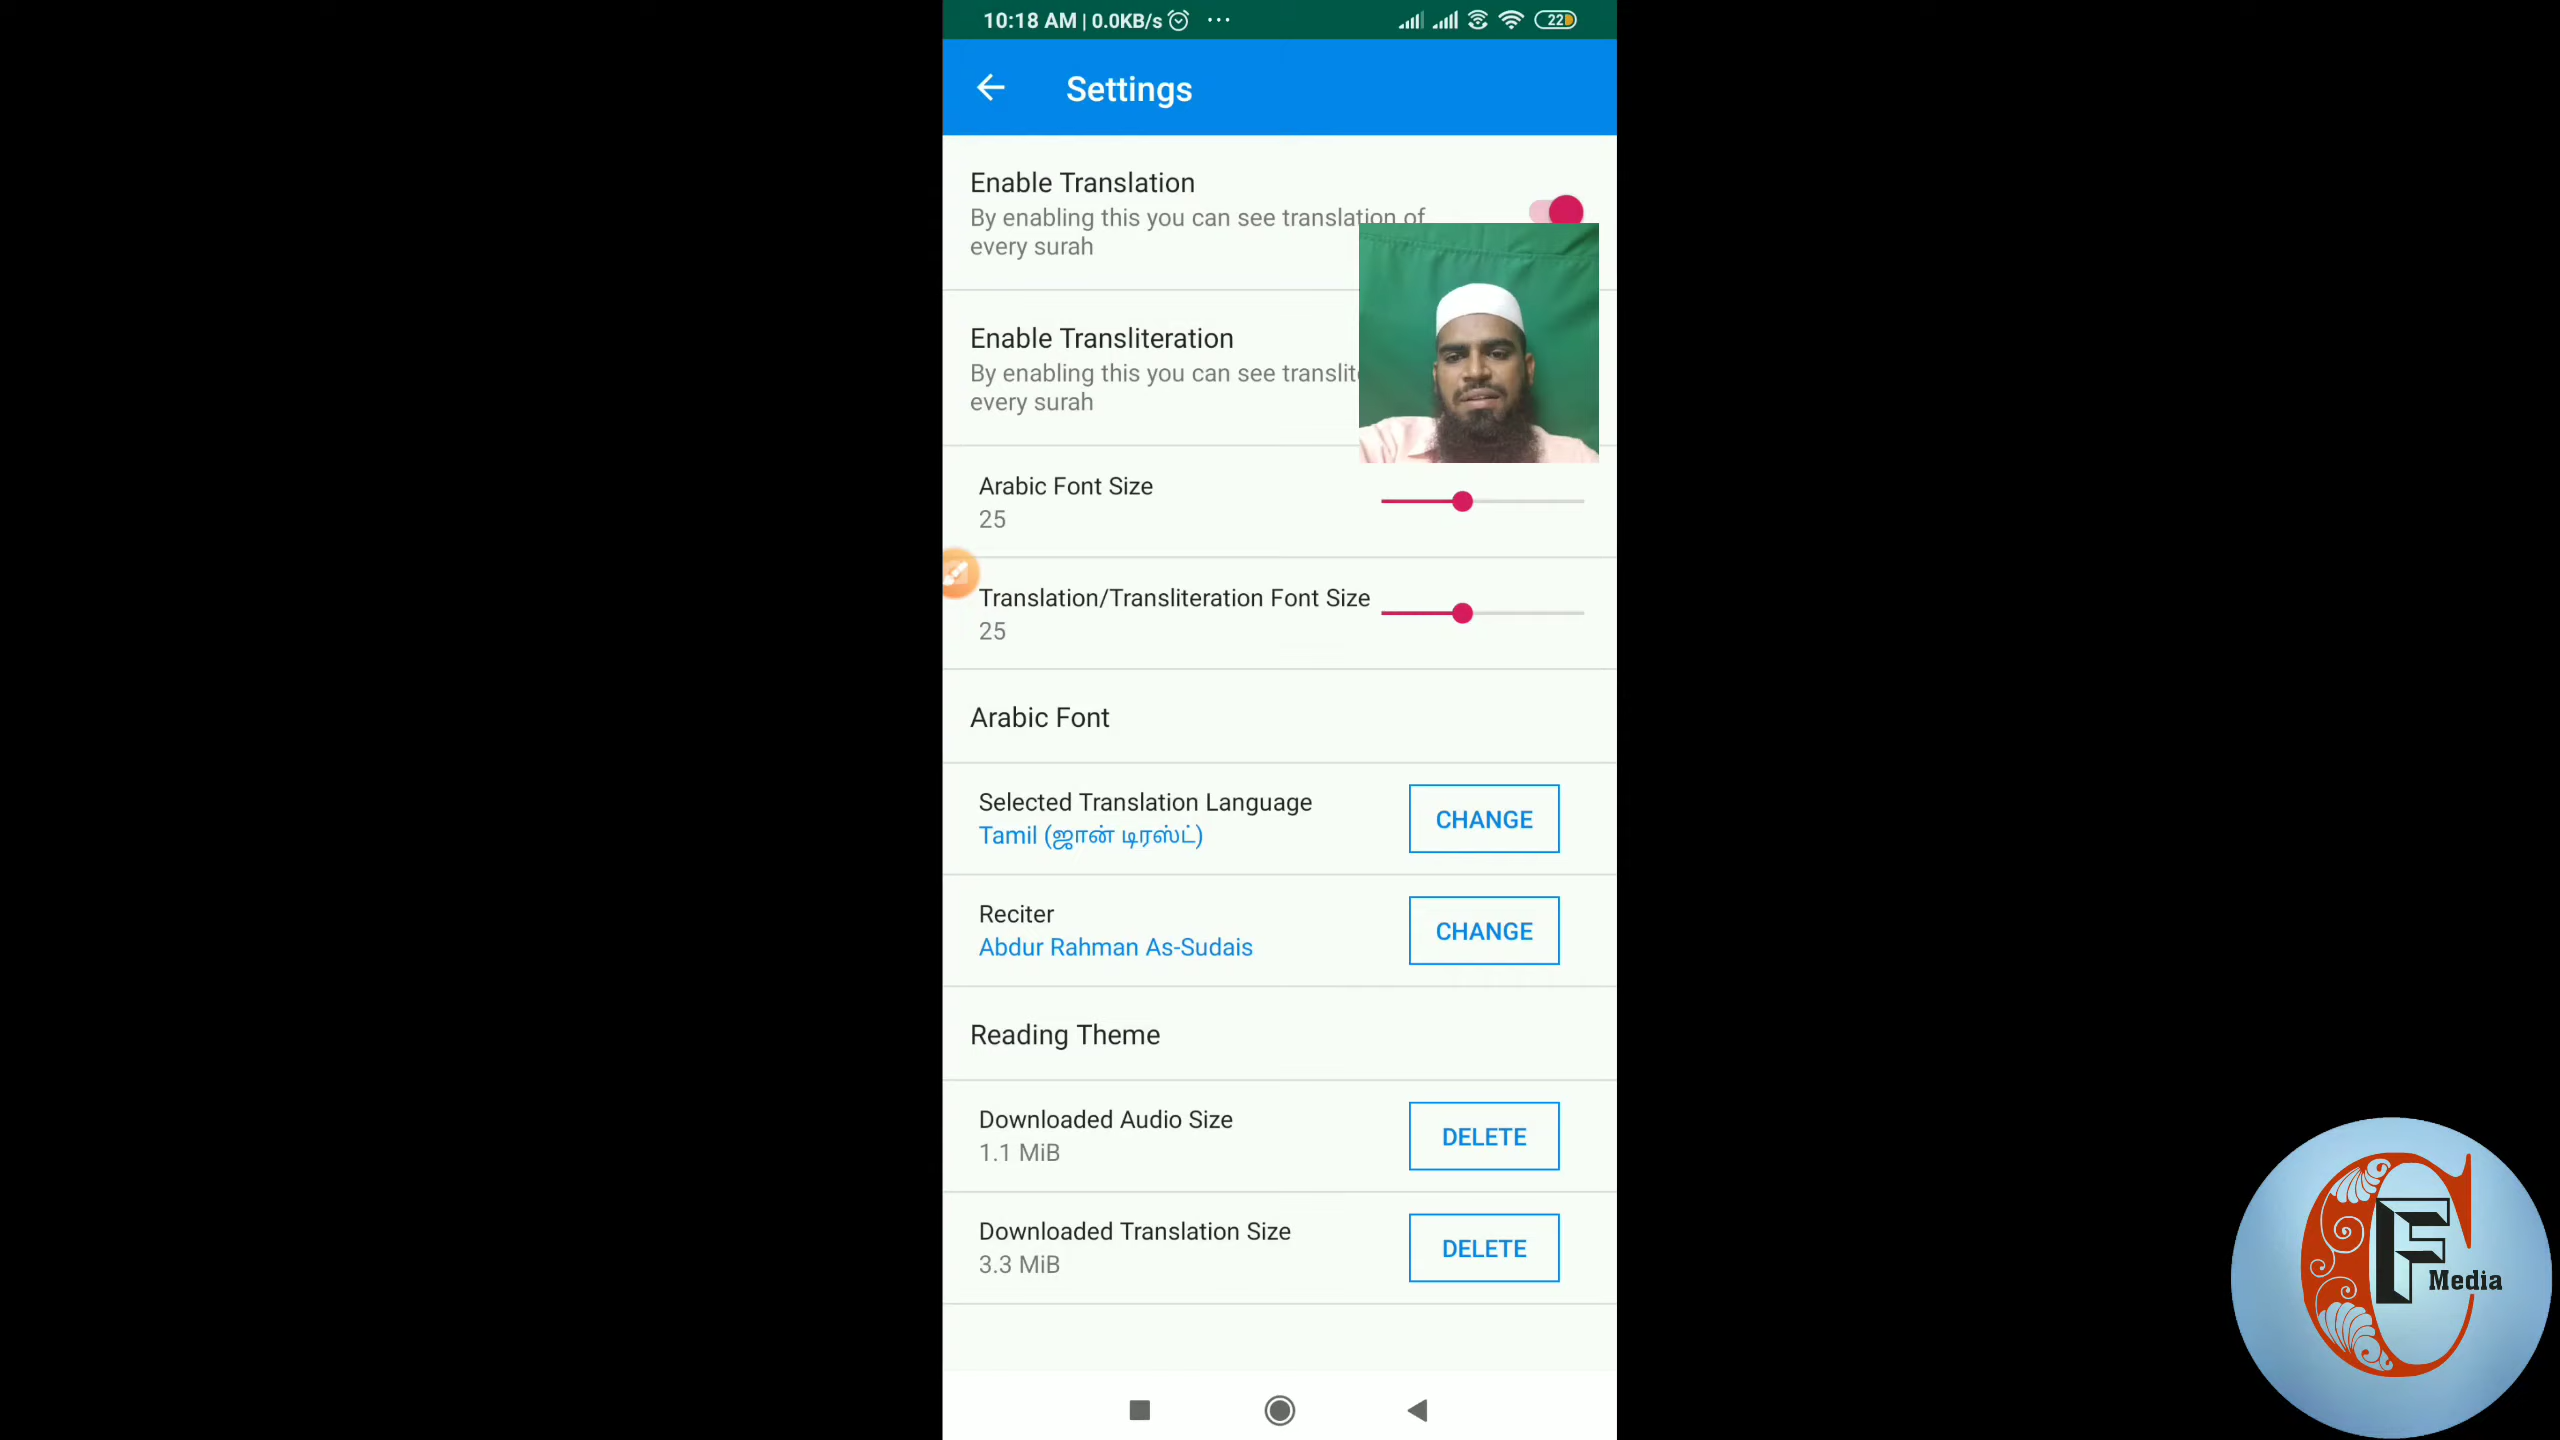 10:18 AM | 0.0KB/s ...
22
Settings
Enable Translation
By enabling this you can see translation of
every surah
Enable Transliteration
By enabling this you can see translit
every surah
Arabic Font Size
25
Translation/Transliteration Font Size
25
Arabic Font
Selected Translation Language
Tamil (ஜான் டிரஸ்ட்)
CHANGE
Reciter
Abdur Rahman As-Sudais
CHANGE
Reading Theme
Downloaded Audio Size
1.1 MiB
DELETE
Downloaded Translation Size
3.3 MiB
DELETE
CF Media